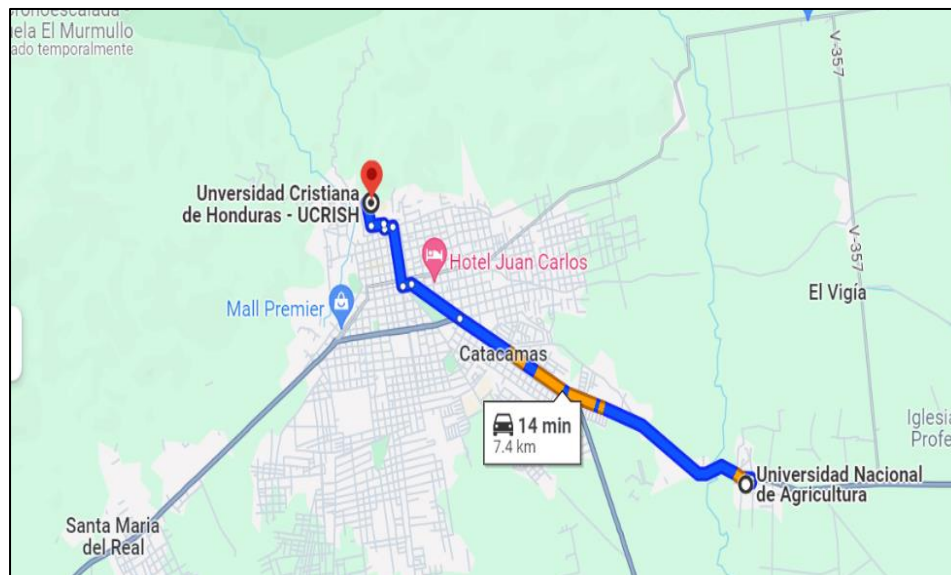 uela El Murmullo
ado temporalmente
V-357
Unversidad Cristiana
de Honduras - UCRISH
Hotel Juan Carlos
V-357
El Vigía
Mall Premier
Catacamas
14 min
7.4 km
Iglesia
Profe
Universidad Nacional
de Agricultura
Santa Maria
del Real